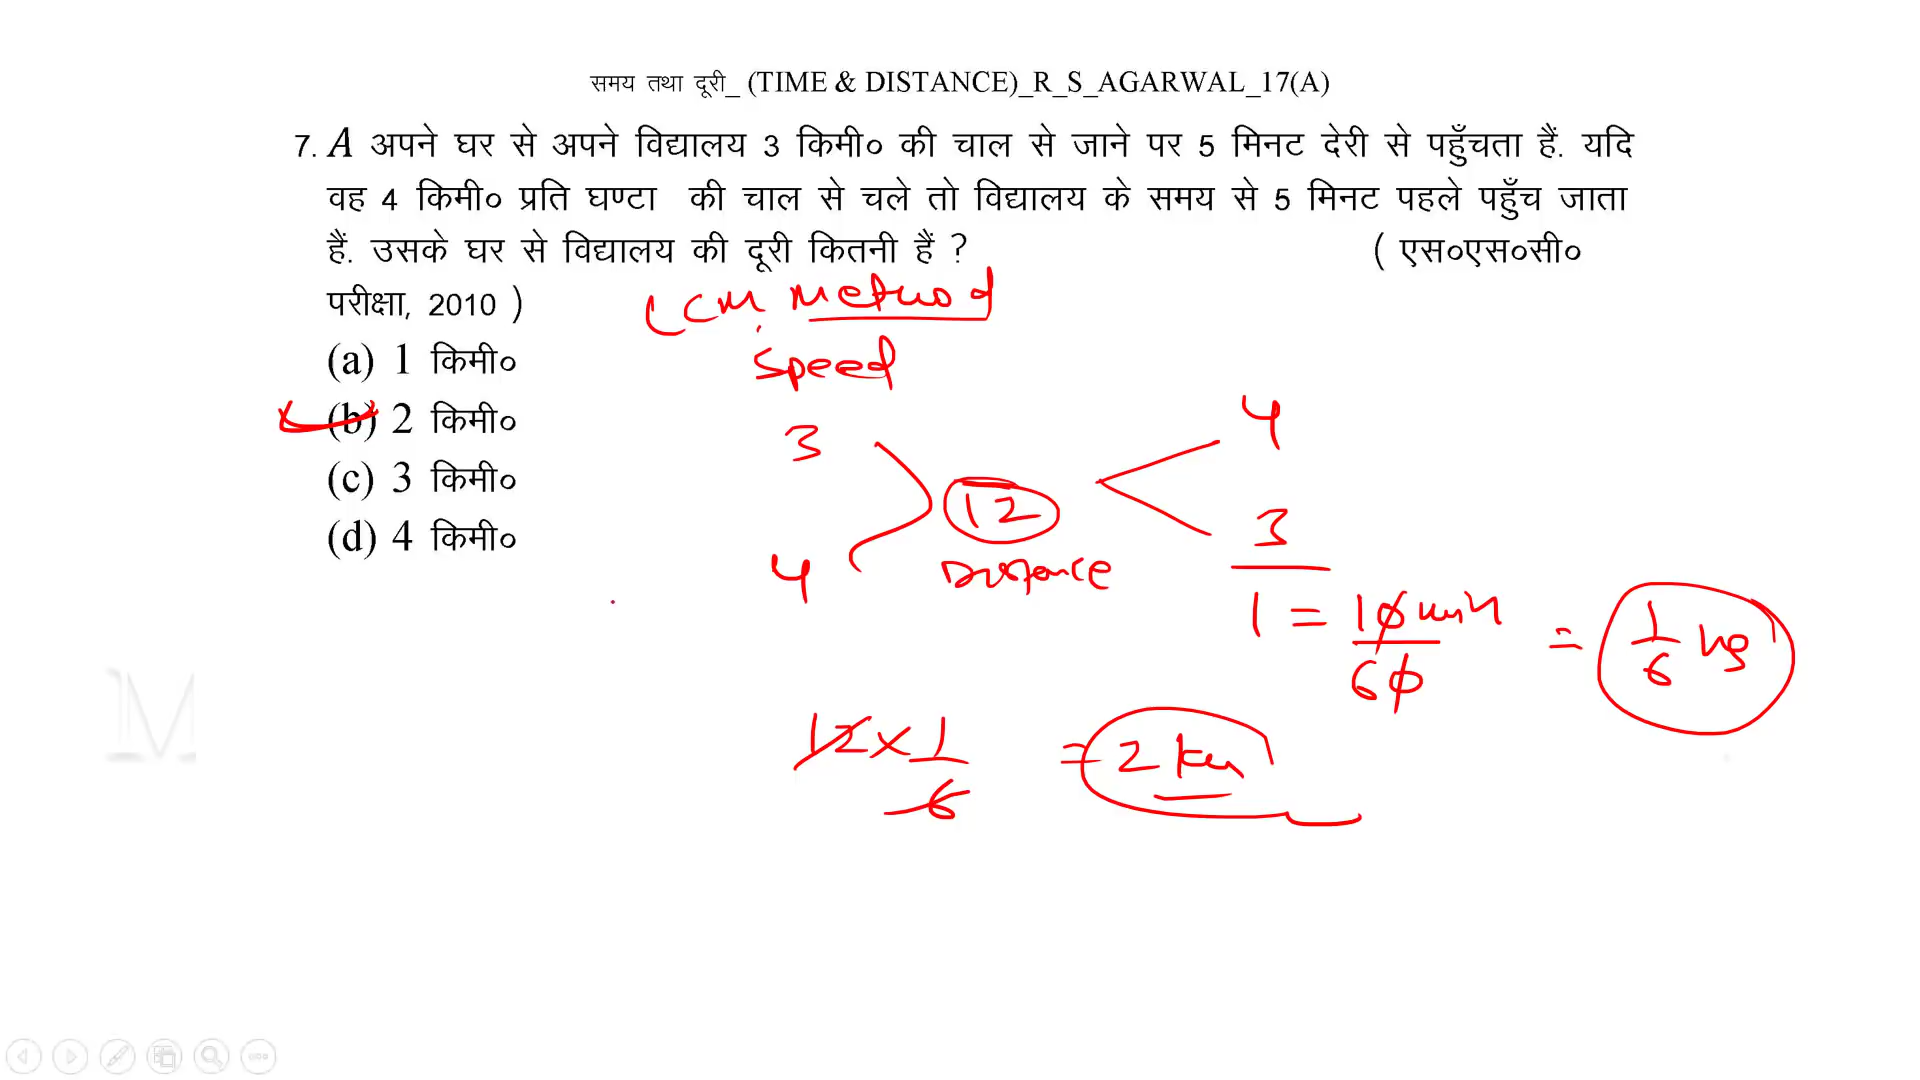 समय तथा दूरी_ (TIME & DISTANCE)_R_S_AGARWAL_17(A)
7. A अपने घर से अपने विद्यालय 3 किमी० की चाल से जाने पर 5 मिनट देरी से पहुँचता हैं. यदि
वह 4 किमी० प्रति घण्टा की चाल से चले तो विद्यालय के समय से 5 मिनट पहले पहुँच जाता
हैं. उसके घर से विद्यालय की दूरी कितनी हैं ? ( एस०एस०सी०
परीक्षा, 2010 )
LCM method
(a) 1 किमी०
speed
(b) 2 किमी०
3 4
(c) 3 किमी०
12
(d) 4 किमी०
3
4 Distance
1 = 10 min / 60 = 1/6
12 × 1/6 = 2 km
M